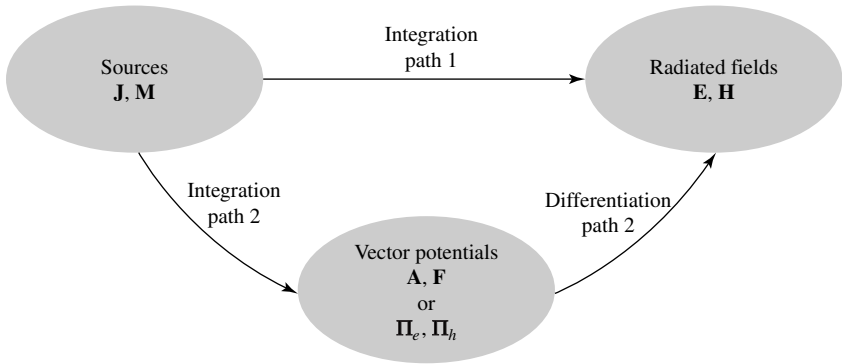 Sources
J, M
Integration
path 1
Radiated fields
E, H
Integration
path 2
Differentiation
path 2
Vector potentials
A, F
or
Πₑ, Πₕ